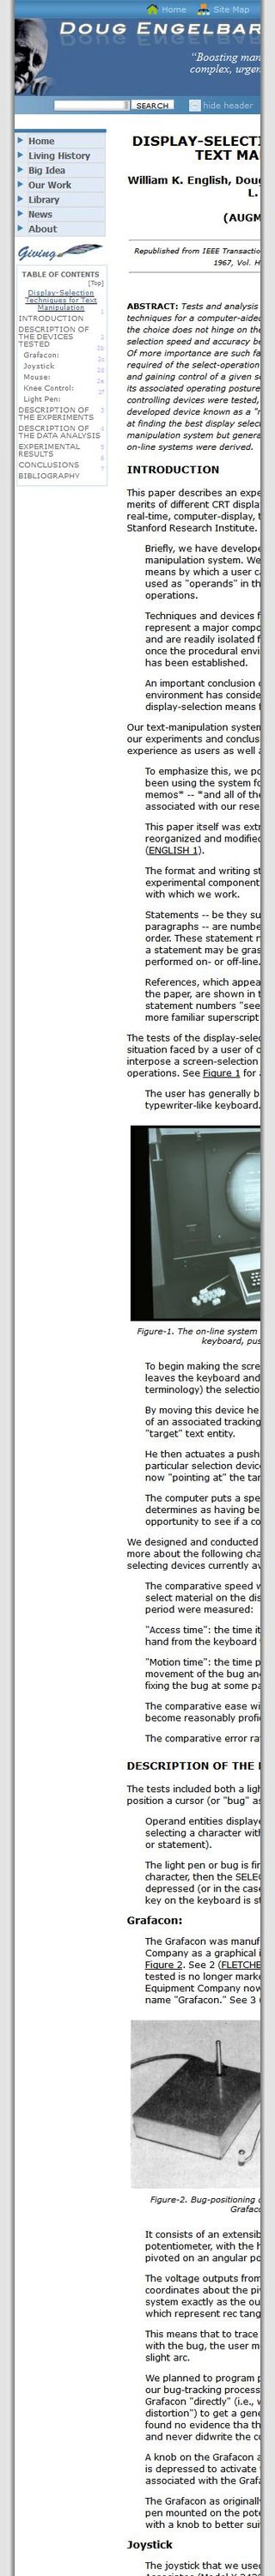 Home Site Map
DOUG ENGELBAR
"Boosting man
complex, urgen
SEARCH hide header
Home
Living History
Big Idea
Our Work
Library
News
About
Giving
TABLE OF CONTENTS
[Top]
Display-Selection
Techniques for Text
Manipulation 1
INTRODUCTION
DESCRIPTION OF
THE DEVICES 2
TESTED
Grafacon: 2b
Joystick 2c
Mouse: 2d
Knee Control: 2e
Light Pen: 2f
DESCRIPTION OF 3
THE EXPERIMENTS
DESCRIPTION OF 4
THE DATA ANALYSIS
EXPERIMENTAL 5
RESULTS
CONCLUSIONS 6
BIBLIOGRAPHY 7
DISPLAY-SELECTI
TEXT MA
William K. English, Doug
L.
(AUGM
Republished from IEEE Transactio
1967, Vol. H
ABSTRACT: Tests and analysis
techniques for a computer-aided
the choice does not hinge on the
selection speed and accuracy be
Of more importance are such fa
required of the select-operation
and gaining control of a given s
its associated operating posture
controlling devices were tested,
developed device known as a "m
at finding the best display selec
manipulation system but genera
on-line systems were derived.
INTRODUCTION
This paper describes an expe
merits of different CRT displa
real-time, computer-display, t
Stanford Research Institute.
Briefly, we have develope
manipulation system. We
means by which a user ca
used as "operands" in th
operations.
Techniques and devices f
represent a major compo
and are readily isolated f
once the procedural envi
has been established.
An important conclusion o
environment has conside
display-selection means f
Our text-manipulation system
our experiments and conclus
experience as users as well a
To emphasize this, we po
been using the system fo
memos* -- *and all of the
associated with our rese
This paper itself was extr
reorganized and modified
(ENGLISH 1).
The format and writing st
experimental component
with which we work.
Statements -- be they su
paragraphs -- are numbe
order. These statement n
a statement may be gras
performed on- or off-line.
References, which appea
the paper, are shown in t
statement numbers "see
more familiar superscript
The tests of the display-selec
situation faced by a user of o
interpose a screen-selection
operations. See Figure 1 for
The user has generally b
typewriter-like keyboard.
Figure-1. The on-line system
keyboard, pus
To begin making the scre
leaves the keyboard and
terminology) the selectio
By moving this device he
of an associated tracking
"target" text entity.
He then actuates a push
particular selection devic
now "pointing at" the tar
The computer puts a spe
determines as having be
opportunity to see if a co
We designed and conducted
more about the following cha
selecting devices currently av
The comparative speed w
select material on the dis
period were measured:
"Access time": the time it
hand from the keyboard
"Motion time": the time p
movement of the bug and
fixing the bug at some pa
The comparative ease wi
become reasonably profic
The comparative error ra
DESCRIPTION OF THE
The tests included both a ligh
position a cursor (or "bug" as
Operand entities displaye
selecting a character with
or statement).
The light pen or bug is fir
character, then the SELEC
depressed (or in the case
key on the keyboard is st
Grafacon:
The Grafacon was manuf
Company as a graphical i
Figure 2. See 2 (FLETCHE
tested is no longer marke
Equipment Company now
name "Grafacon." See 3
Figure-2. Bug-positioning
Grafac
It consists of an extensib
potentiometer, with the h
pivoted on an angular po
The voltage outputs from
coordinates about the piv
system exactly as the ou
which represent rec tang
This means that to trace
with the bug, the user m
slight arc.
We planned to program p
our bug-tracking process
Grafacon "directly" (i.e., w
distortion") to get a gene
found no evidence tha th
and never didwrite the co
A knob on the Grafacon a
is depressed to activate
associated with the Grafa
The Grafacon as originall
pen mounted on the pote
with a knob to better sui
Joystick
The joystick that we used